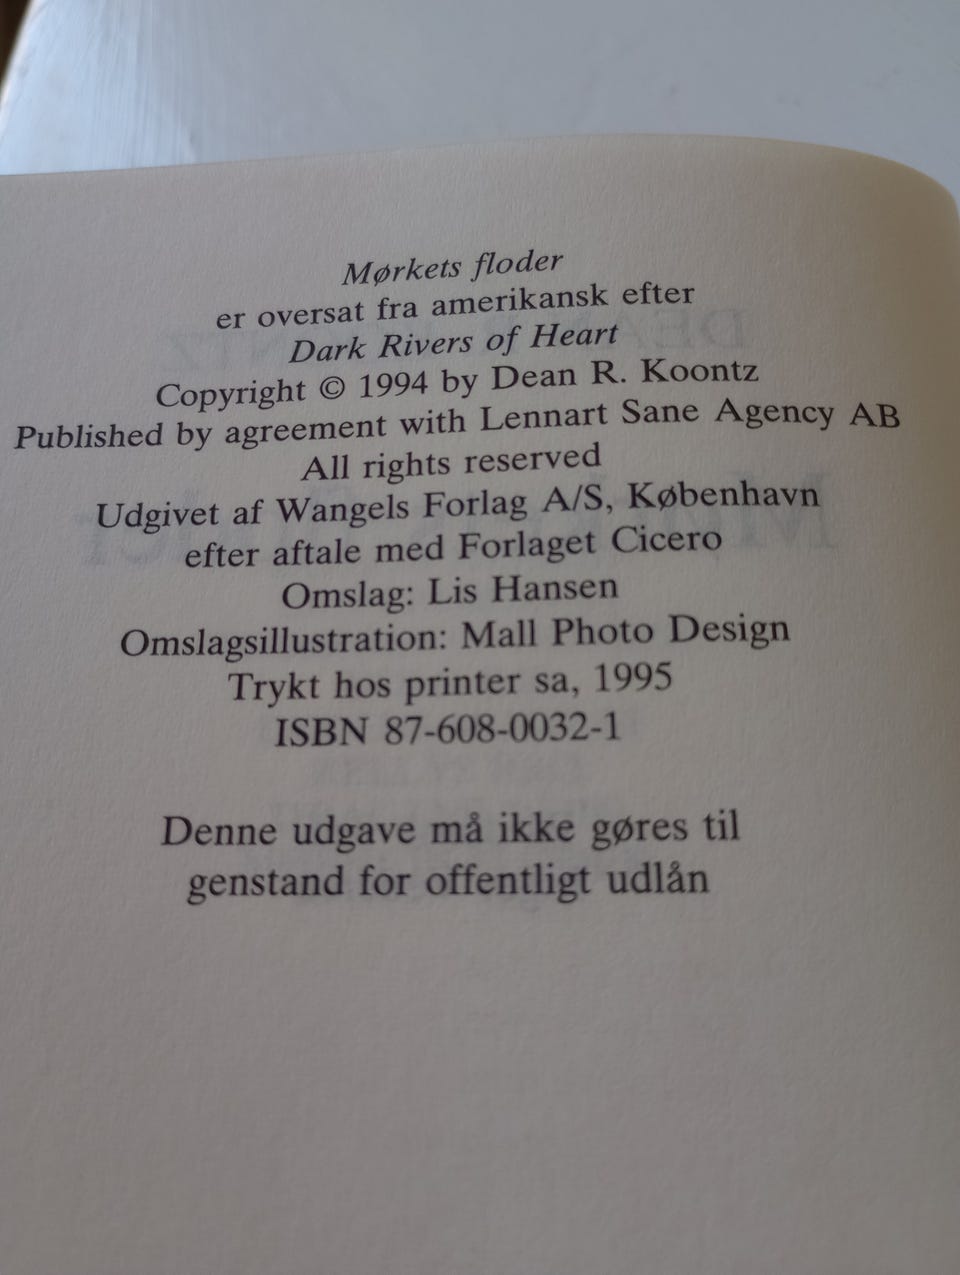 Mørkets floder
er oversat fra amerikansk efter
Dark Rivers of Heart
Copyright © 1994 by Dean R. Koontz
Published by agreement with Lennart Sane Agency AB
All rights reserved
Udgivet af Wangels Forlag A/S, København
efter aftale med Forlaget Cicero
Omslag: Lis Hansen
Omslagsillustration: Mall Photo Design
Trykt hos printer sa, 1995
ISBN 87-608-0032-1
Denne udgave må ikke gøres til
genstand for offentligt udlån